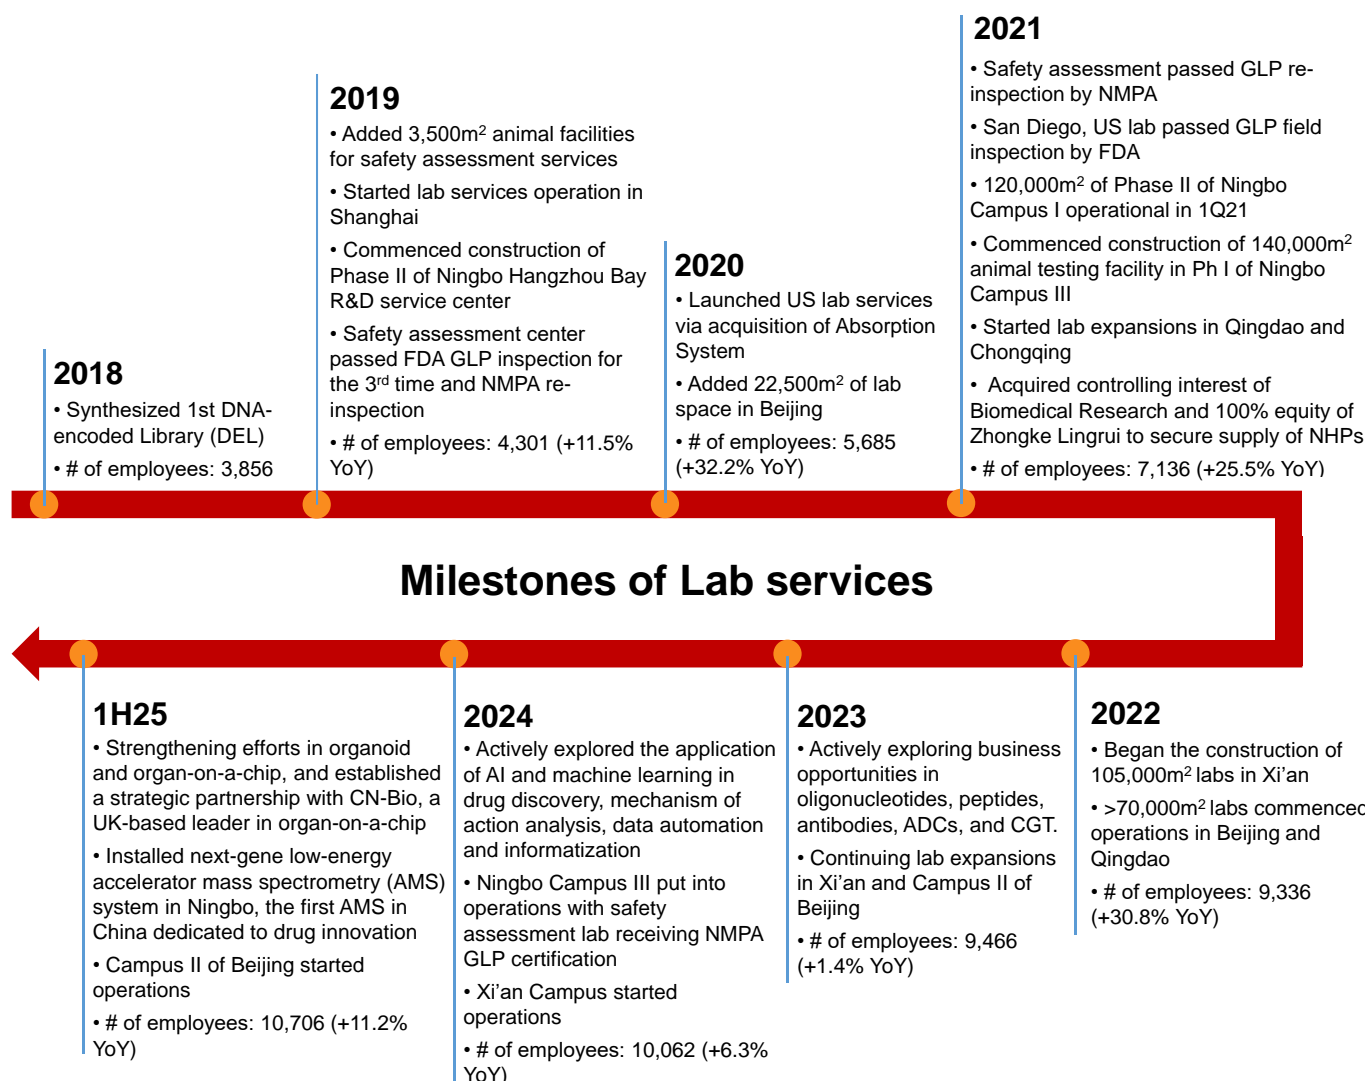 2018
• Synthesized 1st DNA-
encoded Library (DEL)
• # of employees: 3,856
2019
• Added 3,500m² animal facilities
for safety assessment services
• Started lab services operation in
Shanghai
• Commenced construction of
Phase II of Ningbo Hangzhou Bay
R&D service center
• Safety assessment center
passed FDA GLP inspection for
the 3rd time and NMPA re-
inspection
• # of employees: 4,301 (+11.5%
YoY)
2020
• Launched US lab services
via acquisition of Absorption
System
• Added 22,500m² of lab
space in Beijing
• # of employees: 5,685
(+32.2% YoY)
2021
• Safety assessment passed GLP re-
inspection by NMPA
• San Diego, US lab passed GLP field
inspection by FDA
• 120,000m² of Phase II of Ningbo
Campus I operational in 1Q21
• Commenced construction of 140,000m²
animal testing facility in Ph I of Ningbo
Campus III
• Started lab expansions in Qingdao and
Chongqing
• Acquired controlling interest of
Biomedical Research and 100% equity of
Zhongke Lingrui to secure supply of NHPs
• # of employees: 7,136 (+25.5% YoY)
Milestones of Lab services
1H25
• Strengthening efforts in organoid
and organ-on-a-chip, and established
a strategic partnership with CN-Bio, a
UK-based leader in organ-on-a-chip
• Installed next-gene low-energy
accelerator mass spectrometry (AMS)
system in Ningbo, the first AMS in
China dedicated to drug innovation
• Campus II of Beijing started
operations
• # of employees: 10,706 (+11.2%
YoY)
2024
• Actively explored the application
of AI and machine learning in
drug discovery, mechanism of
action analysis, data automation
and informatization
• Ningbo Campus III put into
operations with safety
assessment lab receiving NMPA
GLP certification
• Xi’an Campus started
operations
• # of employees: 10,062 (+6.3%
YoY)
2023
• Actively exploring business
opportunities in
oligonucleotides, peptides,
antibodies, ADCs, and CGT.
• Continuing lab expansions
in Xi’an and Campus II of
Beijing
• # of employees: 9,466
(+1.4% YoY)
2022
• Began the construction of
105,000m² labs in Xi’an
• >70,000m² labs commenced
operations in Beijing and
Qingdao
• # of employees: 9,336
(+30.8% YoY)